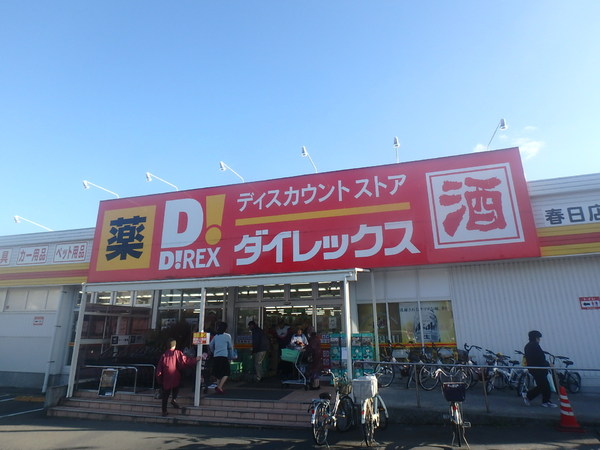 薬
D!
D!REX
ディスカウント ストア
ダイレックス
酒
春日店
具
カー用品
ペット用品